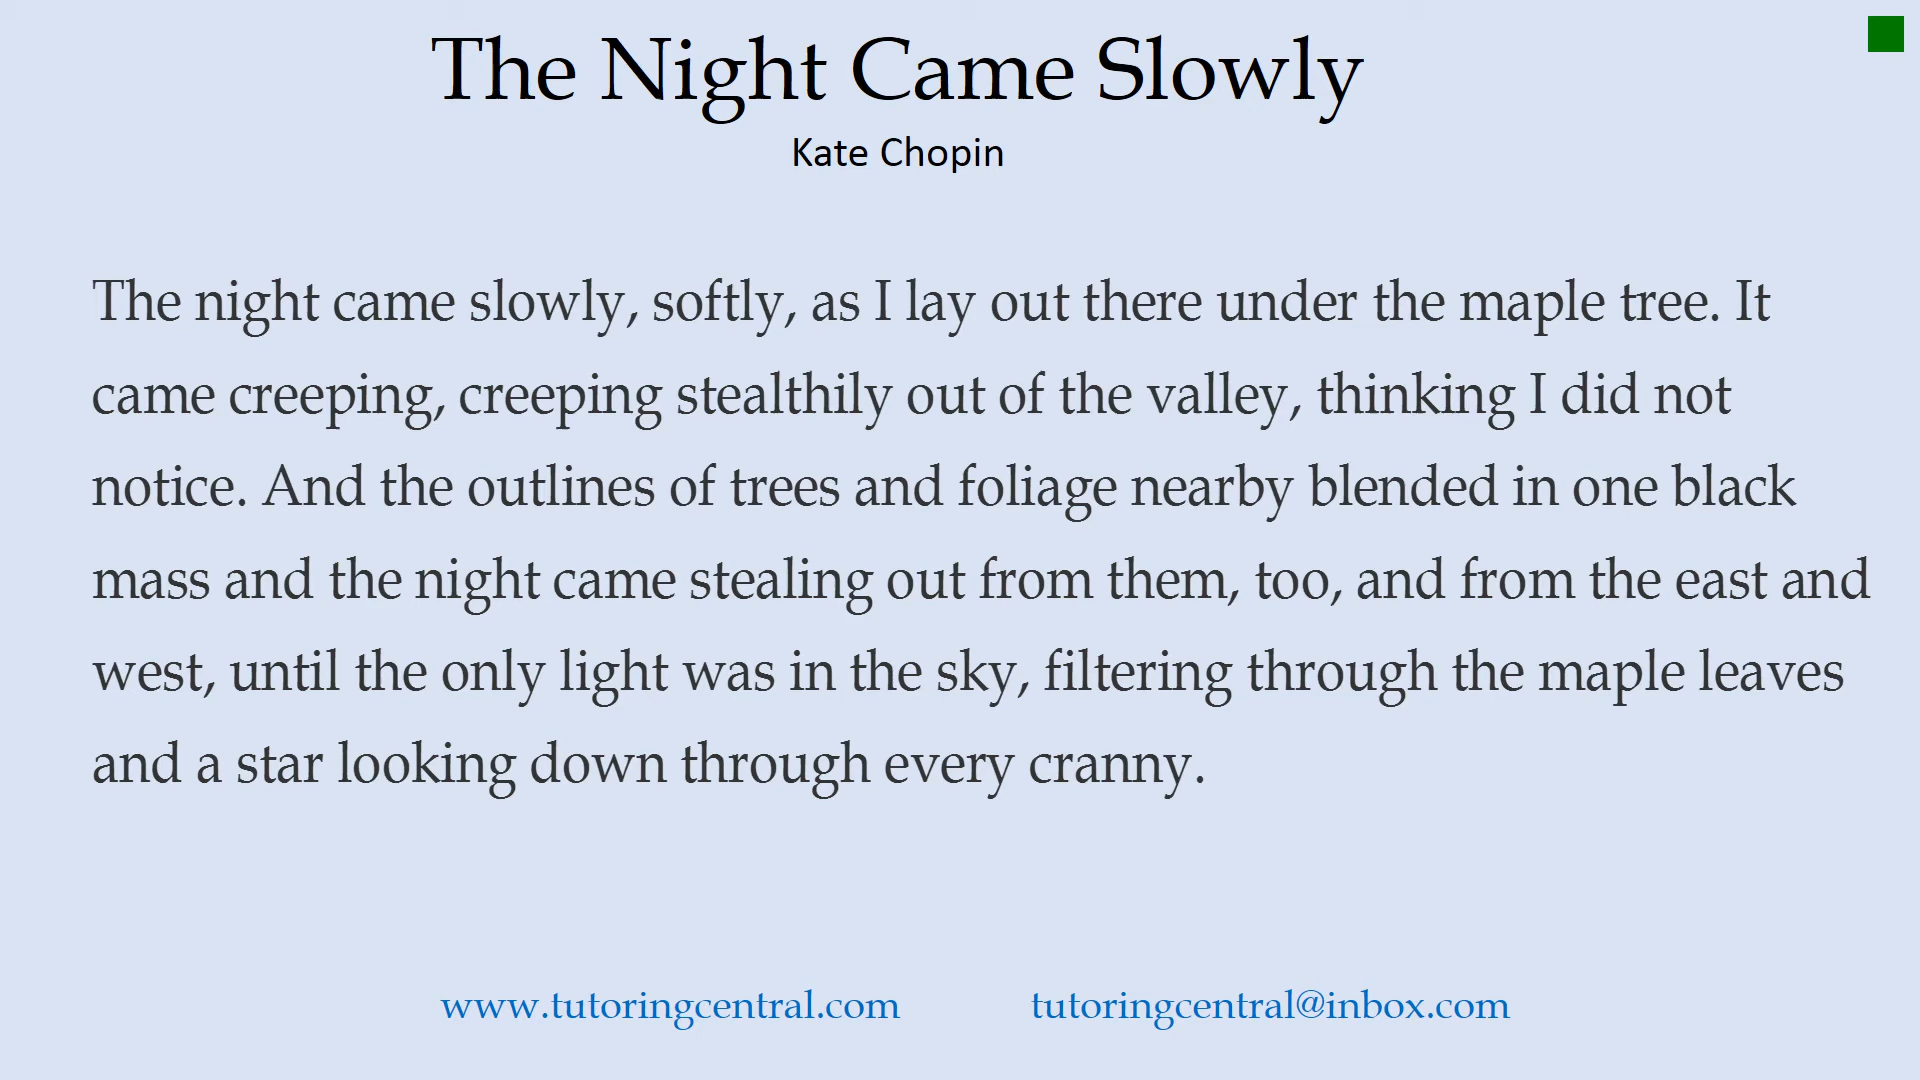 The Night Came Slowly
Kate Chopin
The night came slowly, softly, as I lay out there under the maple tree. It
came creeping, creeping stealthily out of the valley, thinking I did not
notice. And the outlines of trees and foliage nearby blended in one black
mass and the night came stealing out from them, too, and from the east and
west, until the only light was in the sky, filtering through the maple leaves
and a star looking down through every cranny.
www.tutoringcentral.com tutoringcentral@inbox.com